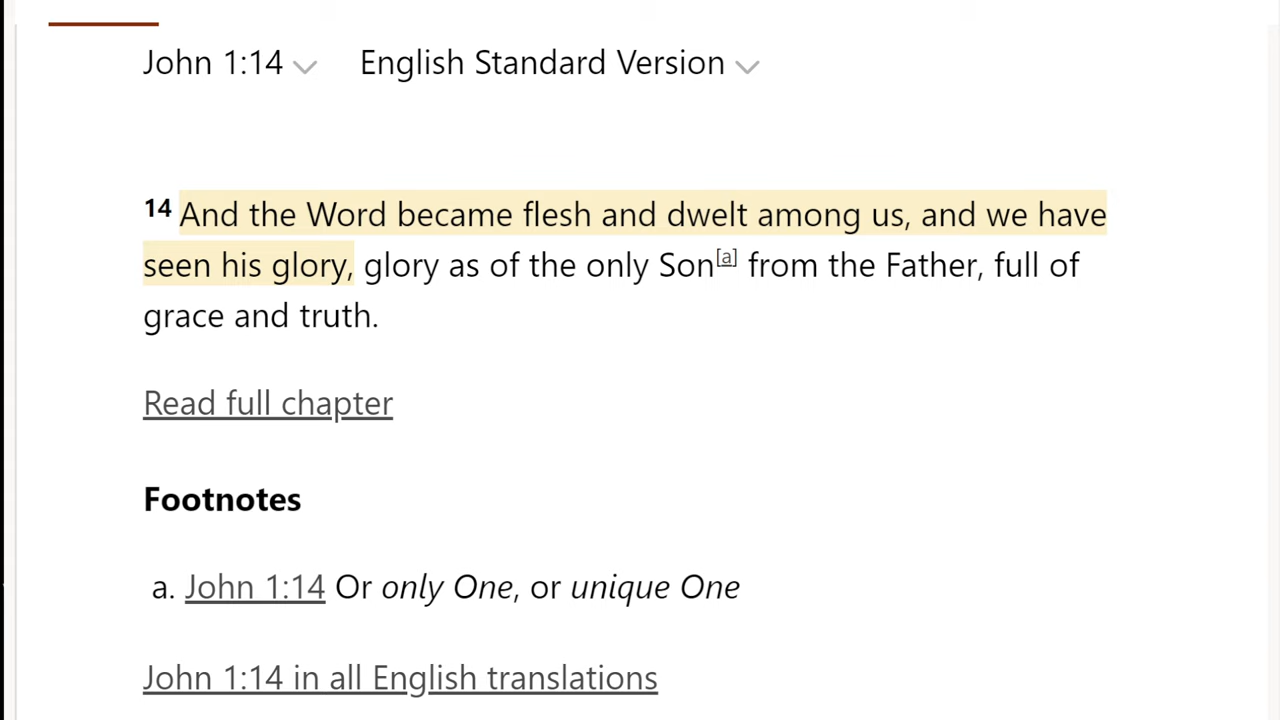 John 1:14 English Standard Version
14 And the Word became flesh and dwelt among us, and we have
seen his glory, glory as of the only Son[a] from the Father, full of
grace and truth.
Read full chapter
Footnotes
a. John 1:14 Or only One, or unique One
John 1:14 in all English translations